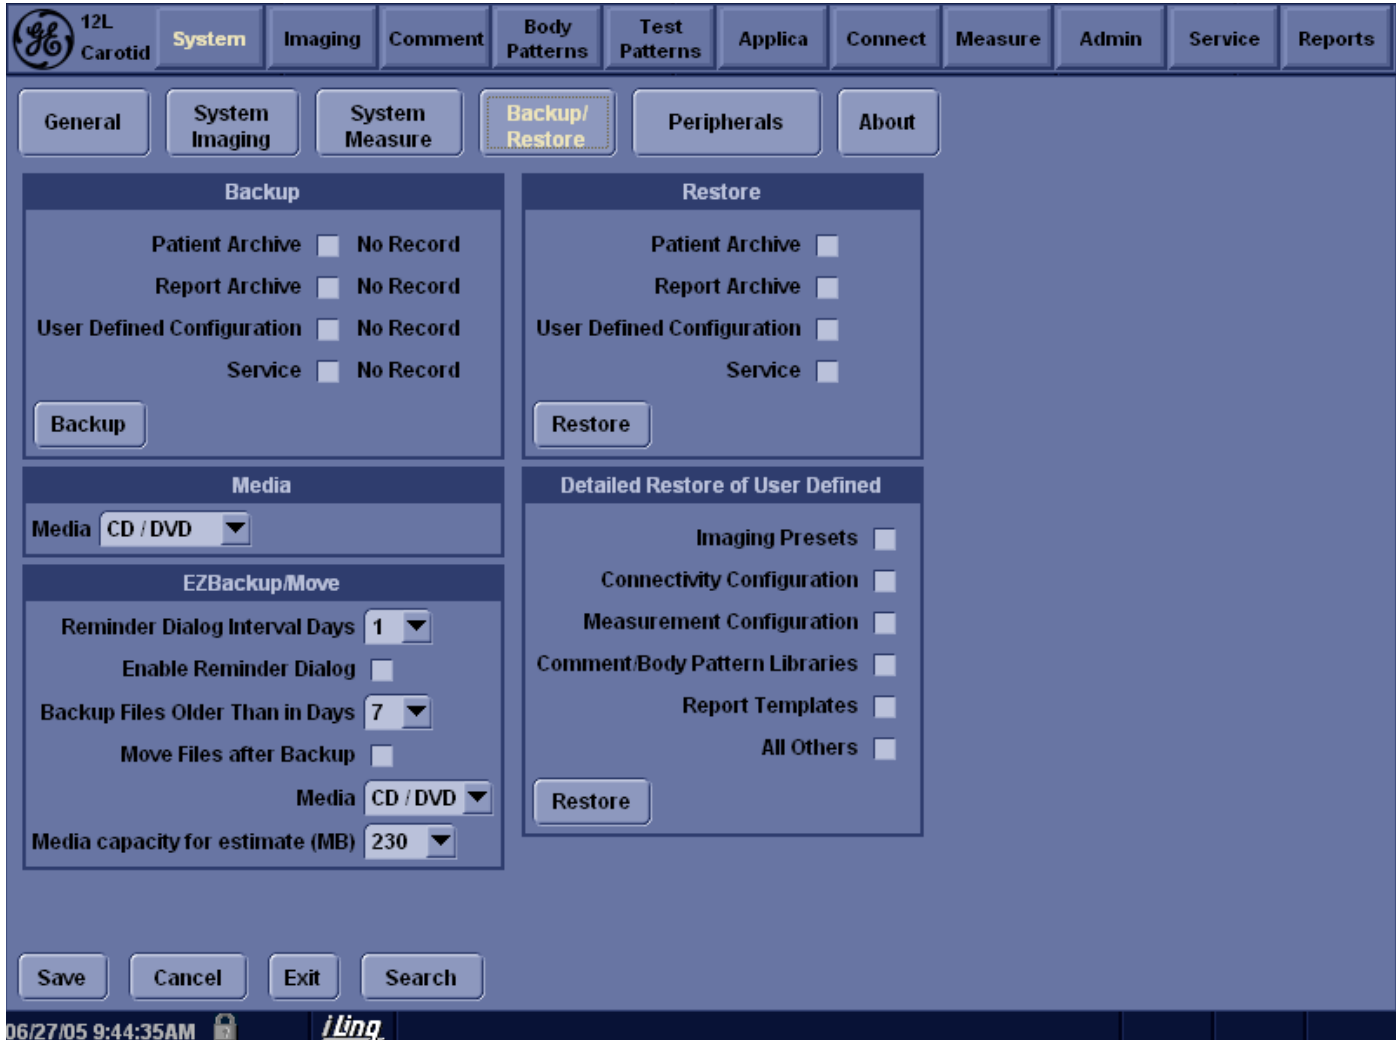 GE 12L Carotid
System Imaging Comment Body Patterns Test Patterns Applica Connect Measure Admin Service Reports
General System Imaging System Measure Backup/ Restore Peripherals About
Backup
Patient Archive No Record
Report Archive No Record
User Defined Configuration No Record
Service No Record
Backup
Restore
Patient Archive
Report Archive
User Defined Configuration
Service
Restore
Media
Media CD / DVD
EZBackup/Move
Reminder Dialog Interval Days 1
Enable Reminder Dialog
Backup Files Older Than in Days 7
Move Files after Backup
Media CD / DVD
Media capacity for estimate (MB) 230
Detailed Restore of User Defined
Imaging Presets
Connectivity Configuration
Measurement Configuration
Comment/Body Pattern Libraries
Report Templates
All Others
Restore
Save Cancel Exit Search
06/27/05 9:44:35AM iLinq